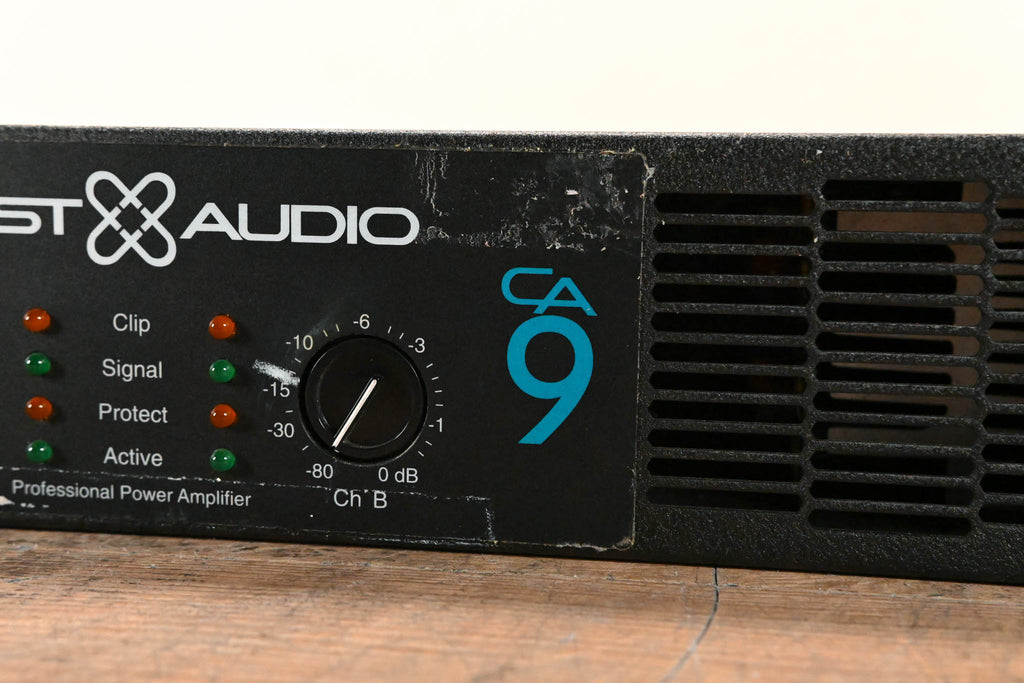 ST AUDIO
CA
9
Clip
Signal
Protect
Active
Professional Power Amplifier
-6
-10
-3
-15
-30
-1
-80
0 dB
Ch B